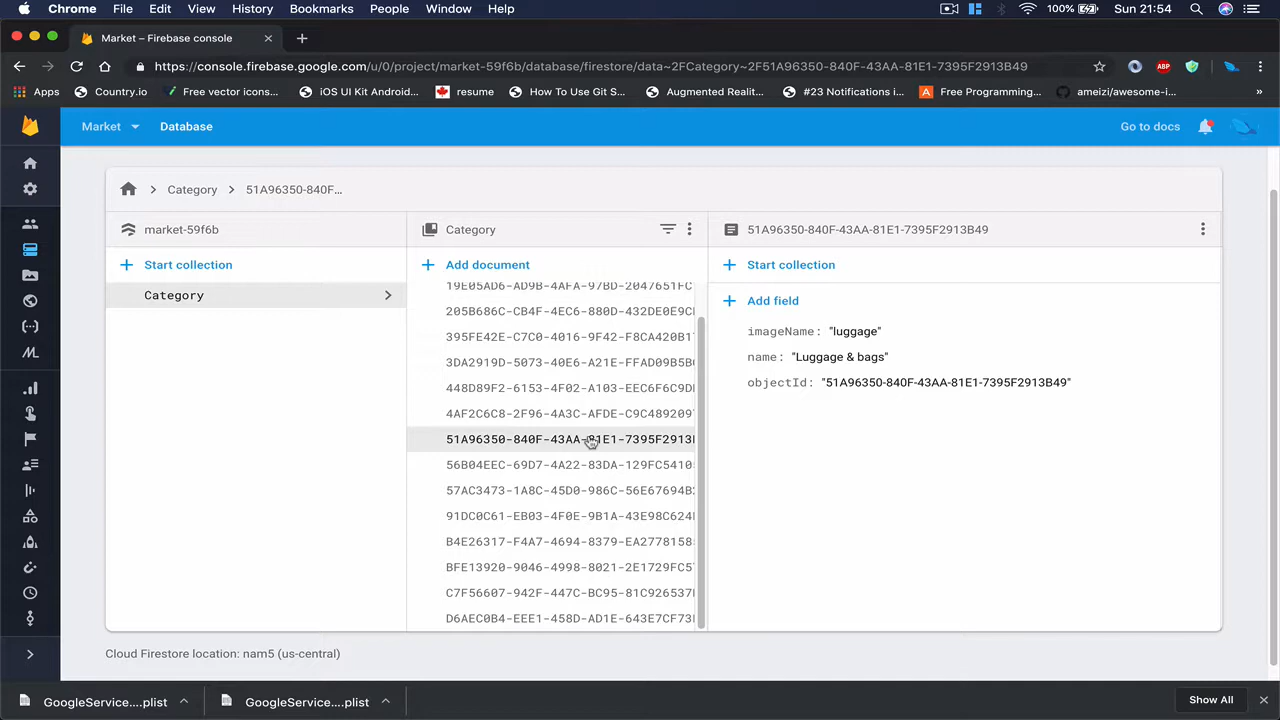 Chrome File Edit View History Bookmarks People Window Help 100% Sun 21:54
Market – Firebase console
https://console.firebase.google.com/u/0/project/market-59f6b/database/firestore/data~2FCategory~2F51A96350-840F-43AA-81E1-7395F2913B49 ABP
Apps Country.io Free vector icons... iOS UI Kit Android... resume How To Use Git S... Augmented Realit... #23 Notifications i... Free Programming... ameizi/awesome-i... »
Market Database Go to docs
Category 51A96350-840F...
market-59f6b Category 51A96350-840F-43AA-81E1-7395F2913B49
Start collection Add document Start collection
19E05AD6-AD9B-4AFA-97BD-2047651FC
Category Add field
205B686C-CB4F-4EC6-880D-432DE0E9C
imageName: "luggage"
395FE42E-C7C0-4016-9F42-F8CA420B1
name: "Luggage & bags"
3DA2919D-5073-40E6-A21E-FFAD09B5B
objectId: "51A96350-840F-43AA-81E1-7395F2913B49"
448D89F2-6153-4F02-A103-EEC6F6C9D
4AF2C6C8-2F96-4A3C-AFDE-C9C489209
51A96350-840F-43AA-81E1-7395F2913
56B04EEC-69D7-4A22-83DA-129FC5410
57AC3473-1A8C-45D0-986C-56E67694B
91DC0C61-EB03-4F0E-9B1A-43E98C624
B4E26317-F4A7-4694-8379-EA2778158
BFE13920-9046-4998-8021-2E1729FC5
C7F56607-942F-447C-BC95-81C926537
D6AEC0B4-EEE1-458D-AD1E-643E7CF73
Cloud Firestore location: nam5 (us-central)
GoogleService....plist GoogleService....plist Show All